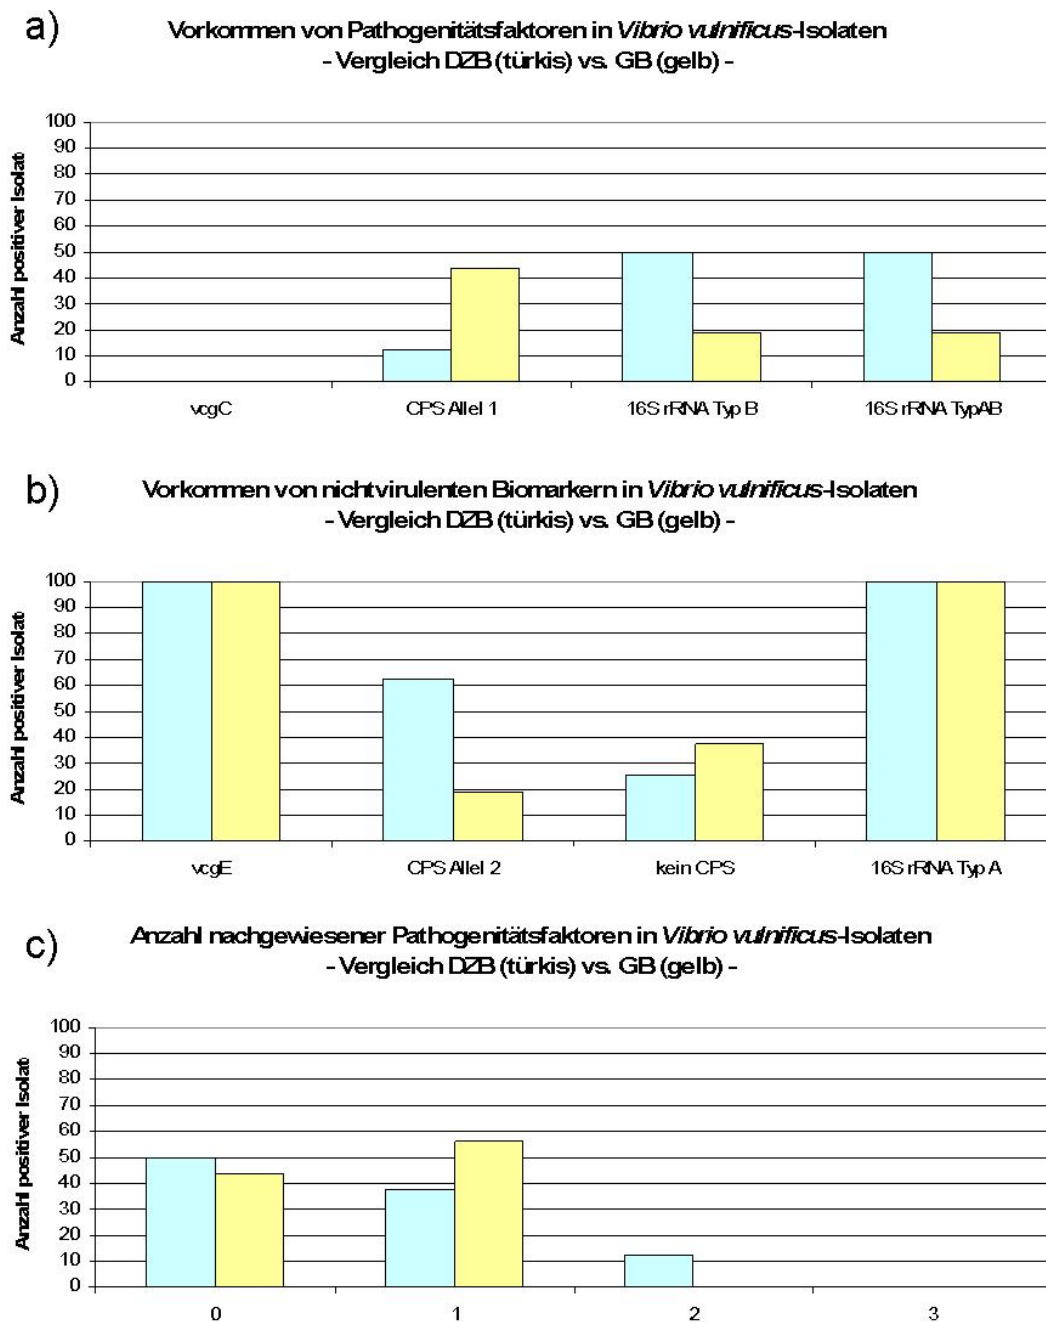 a)
Vorkommen von Pathogenitätsfaktoren in Vibrio vulnificus-Isolaten
- Vergleich DZB (türkis) vs. GB (gelb) -
Anzahl positiver Isolat
100
90
80
70
60
50
40
30
20
10
0
vcgC CPS Allel 1 16S rRNA Typ B 16S rRNA TypAB
b)
Vorkommen von nichtvirulenten Biomarkern in Vibrio vulnificus-Isolaten
- Vergleich DZB (türkis) vs. GB (gelb) -
Anzahl positiver Isolat
100
90
80
70
60
50
40
30
20
10
0
vcgE CPS Allel 2 kein CPS 16S rRNA Typ A
c)
Anzahl nachgewiesener Pathogenitätsfaktoren in Vibrio vulnificus-Isolaten
- Vergleich DZB (türkis) vs. GB (gelb) -
Anzahl positiver Isolat
100
90
80
70
60
50
40
30
20
10
0
0 1 2 3